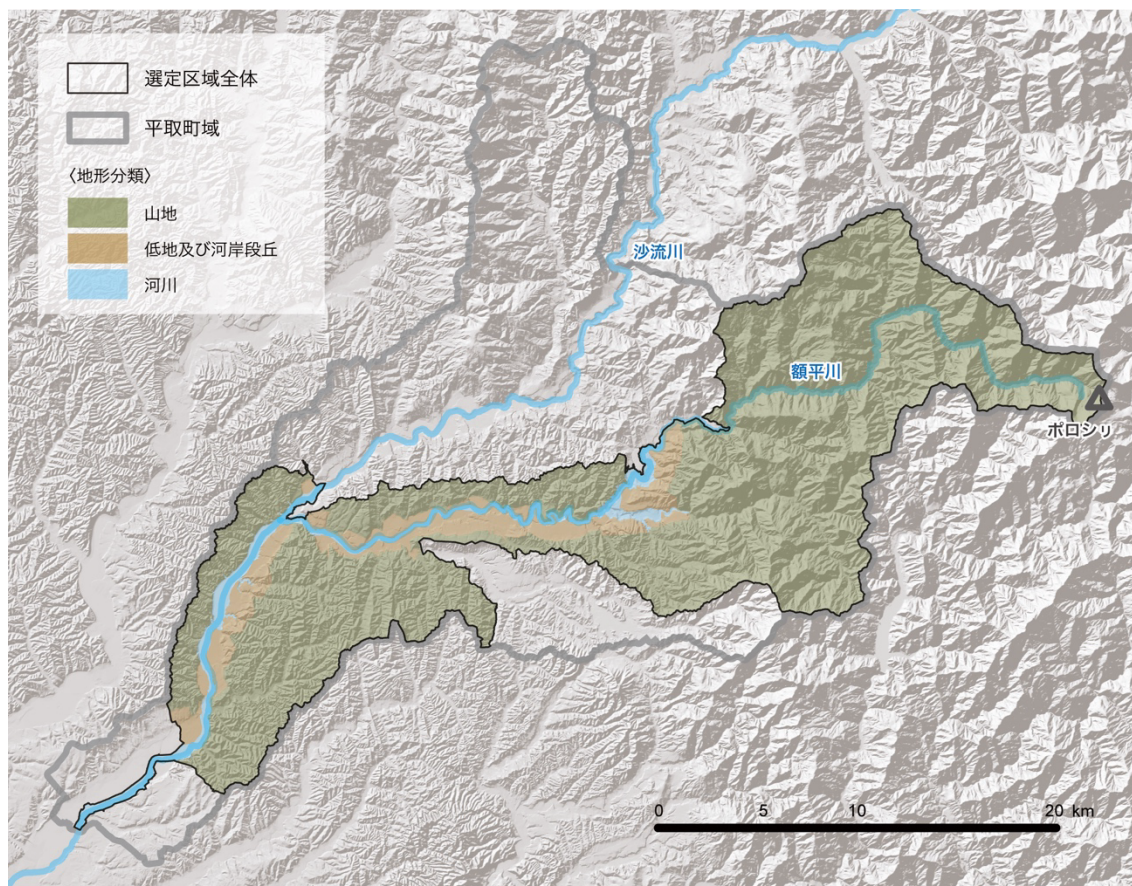 選定区域全体
平取町域
〈地形分類〉
山地
低地及び河岸段丘
河川
沙流川
額平川
ポロシリ
0 5 10 20 km